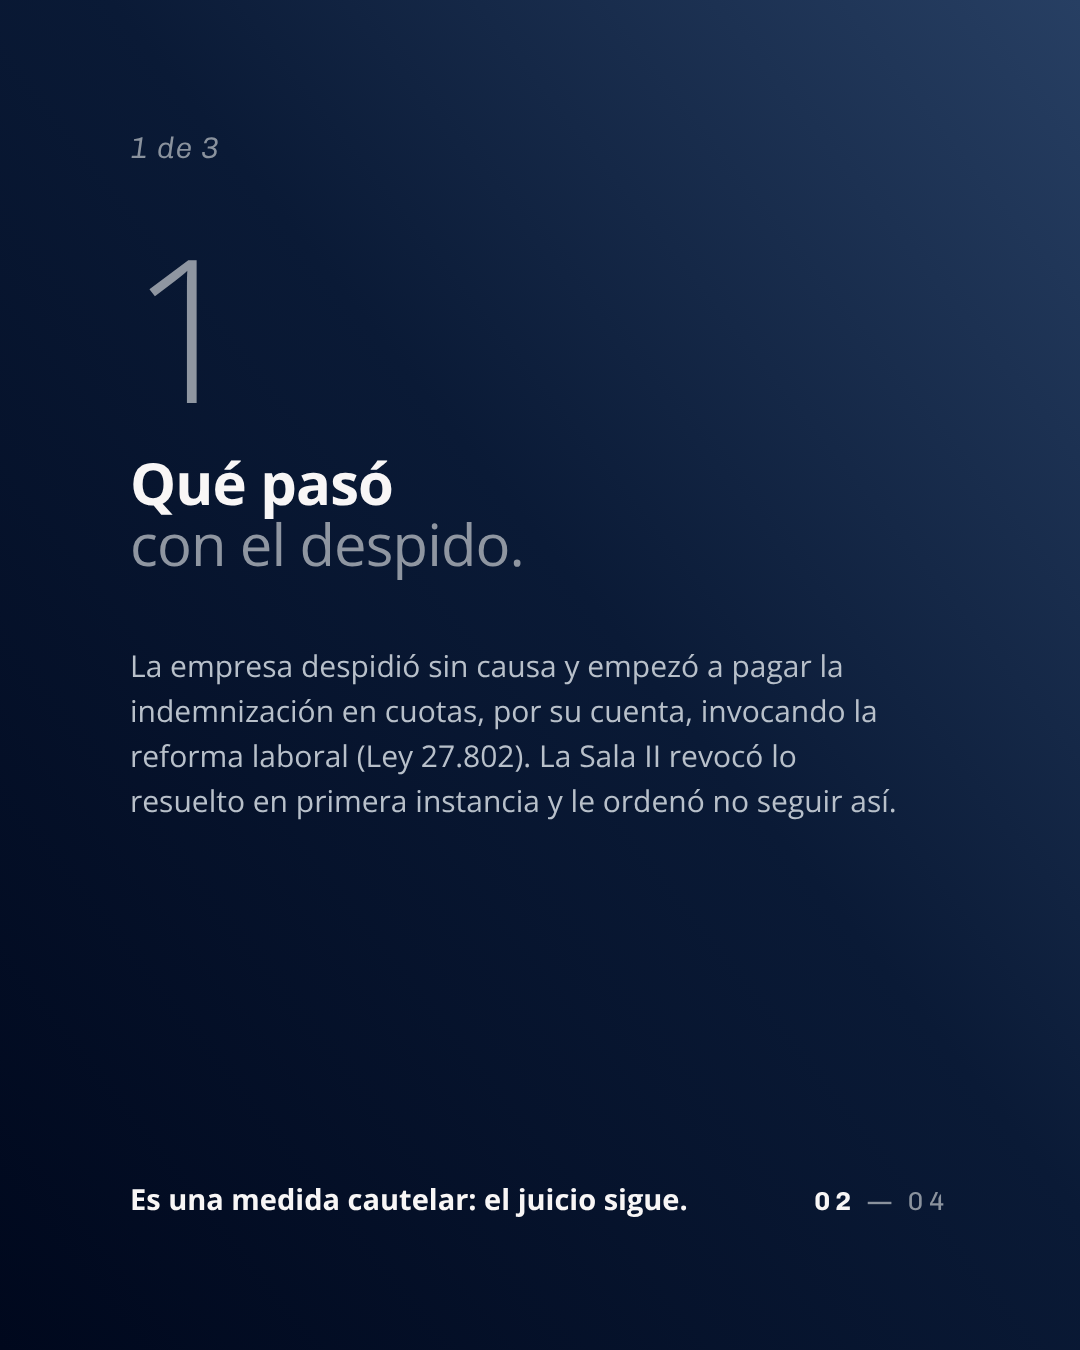 1 de 3
1
Qué pasó
con el despido.
La empresa despidió sin causa y empezó a pagar la
indemnización en cuotas, por su cuenta, invocando la
reforma laboral (Ley 27.802). La Sala II revocó lo
resuelto en primera instancia y le ordenó no seguir así.
Es una medida cautelar: el juicio sigue.
02 — 04